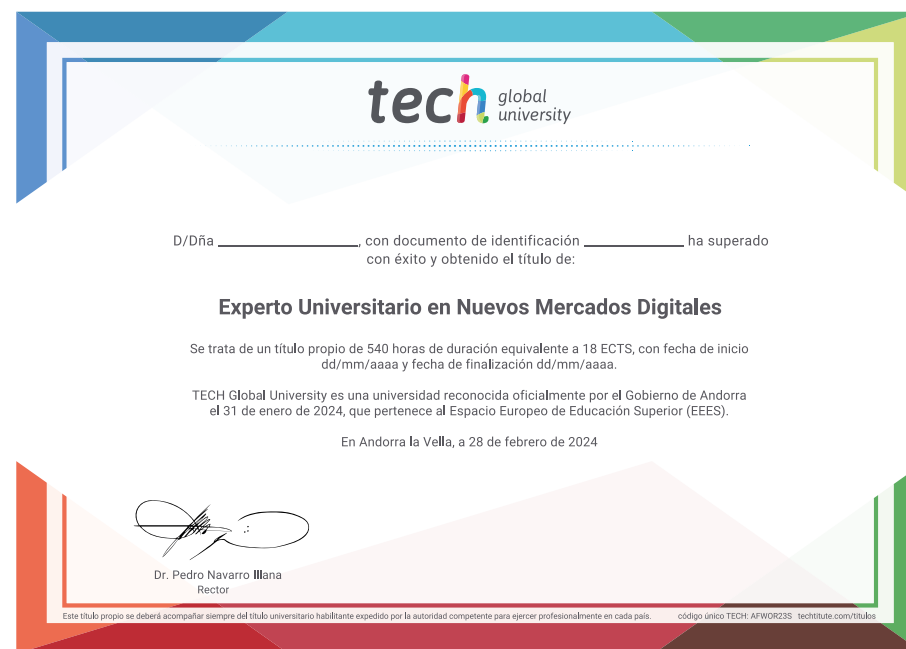 tech global university
D/Dña ______________, con documento de identificación __________ ha superado
con éxito y obtenido el título de:
Experto Universitario en Nuevos Mercados Digitales
Se trata de un título propio de 540 horas de duración equivalente a 18 ECTS, con fecha de inicio
dd/mm/aaaa y fecha de finalización dd/mm/aaaa.
TECH Global University es una universidad reconocida oficialmente por el Gobierno de Andorra
el 31 de enero de 2024, que pertenece al Espacio Europeo de Educación Superior (EEES).
En Andorra la Vella, a 28 de febrero de 2024
Dr. Pedro Navarro Illana
Rector
Este título propio se deberá acompañar siempre del título universitario habilitante expedido por la autoridad competente para ejercer profesionalmente en cada país. código único TECH: AFWOR23S techtitute.com/titulos